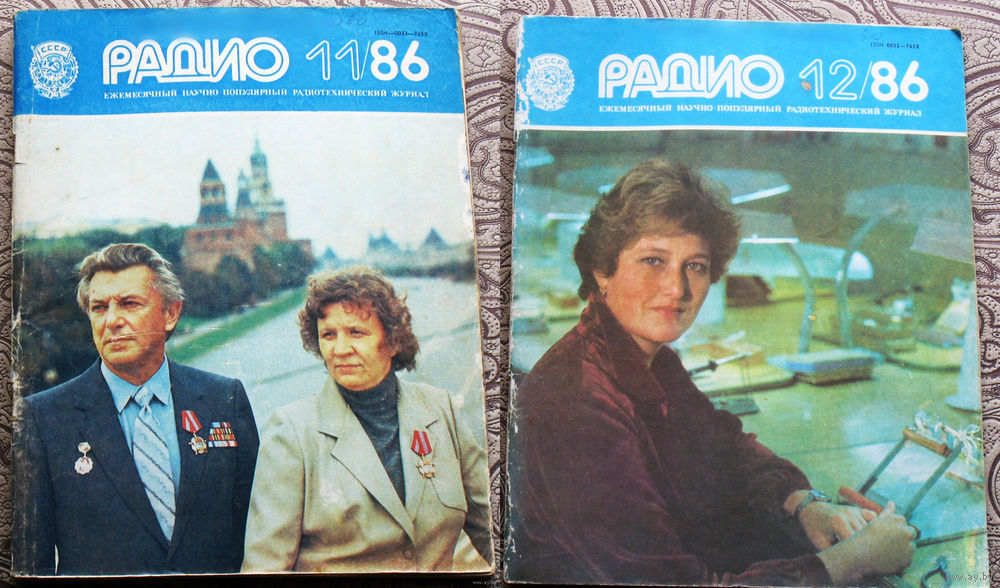 ISSN—0033—765X
СССР
РАДИО 11/86
ЕЖЕМЕСЯЧНЫЙ НАУЧНО-ПОПУЛЯРНЫЙ РАДИОТЕХНИЧЕСКИЙ ЖУРНАЛ
ISSN 0033—765X
СССР
РАДИО 12/86
ЕЖЕМЕСЯЧНЫЙ НАУЧНО-ПОПУЛЯРНЫЙ РАДИОТЕХНИЧЕСКИЙ ЖУРНАЛ
www.ay.by